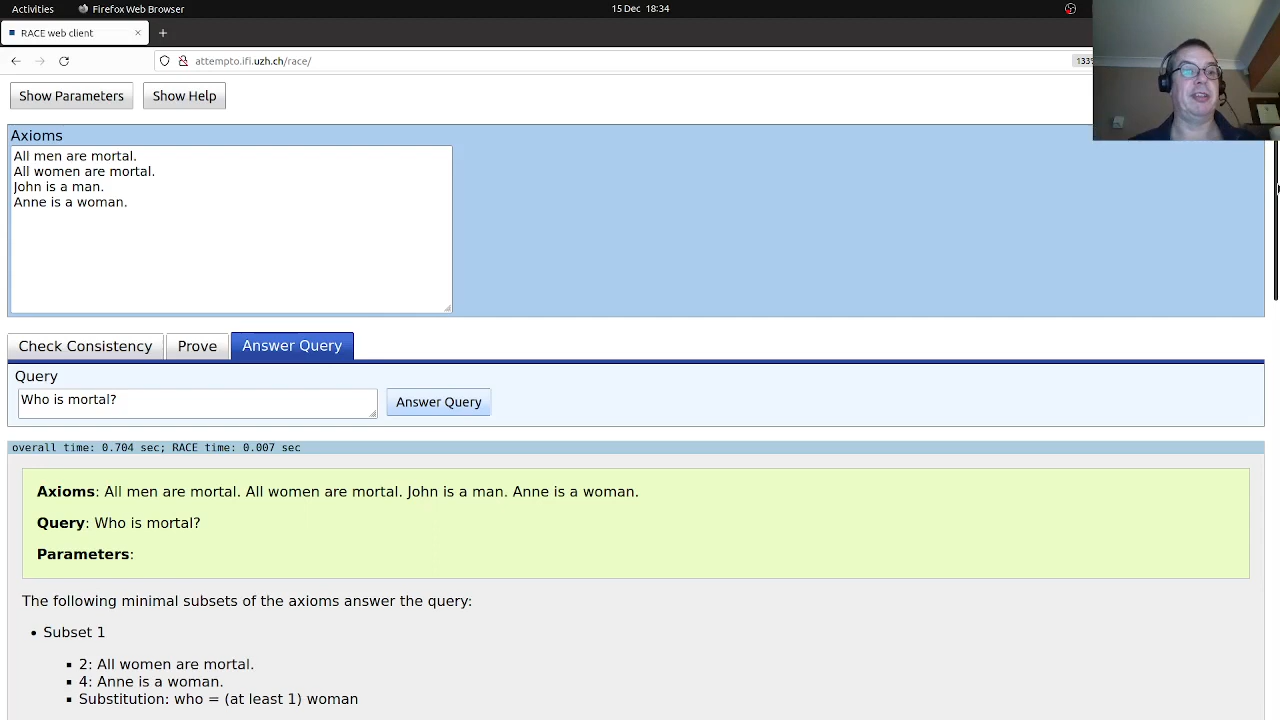 Activities
Firefox Web Browser
15 Dec 18:34
RACE web client
attempto.ifi.uzh.ch/race/
133%
Show Parameters
Show Help
Axioms
All men are mortal.
All women are mortal.
John is a man.
Anne is a woman.
Check Consistency
Prove
Answer Query
Query
Who is mortal?
Answer Query
overall time: 0.704 sec; RACE time: 0.007 sec
Axioms: All men are mortal. All women are mortal. John is a man. Anne is a woman.
Query: Who is mortal?
Parameters:
The following minimal subsets of the axioms answer the query:
• Subset 1
▪ 2: All women are mortal.
▪ 4: Anne is a woman.
▪ Substitution: who = (at least 1) woman